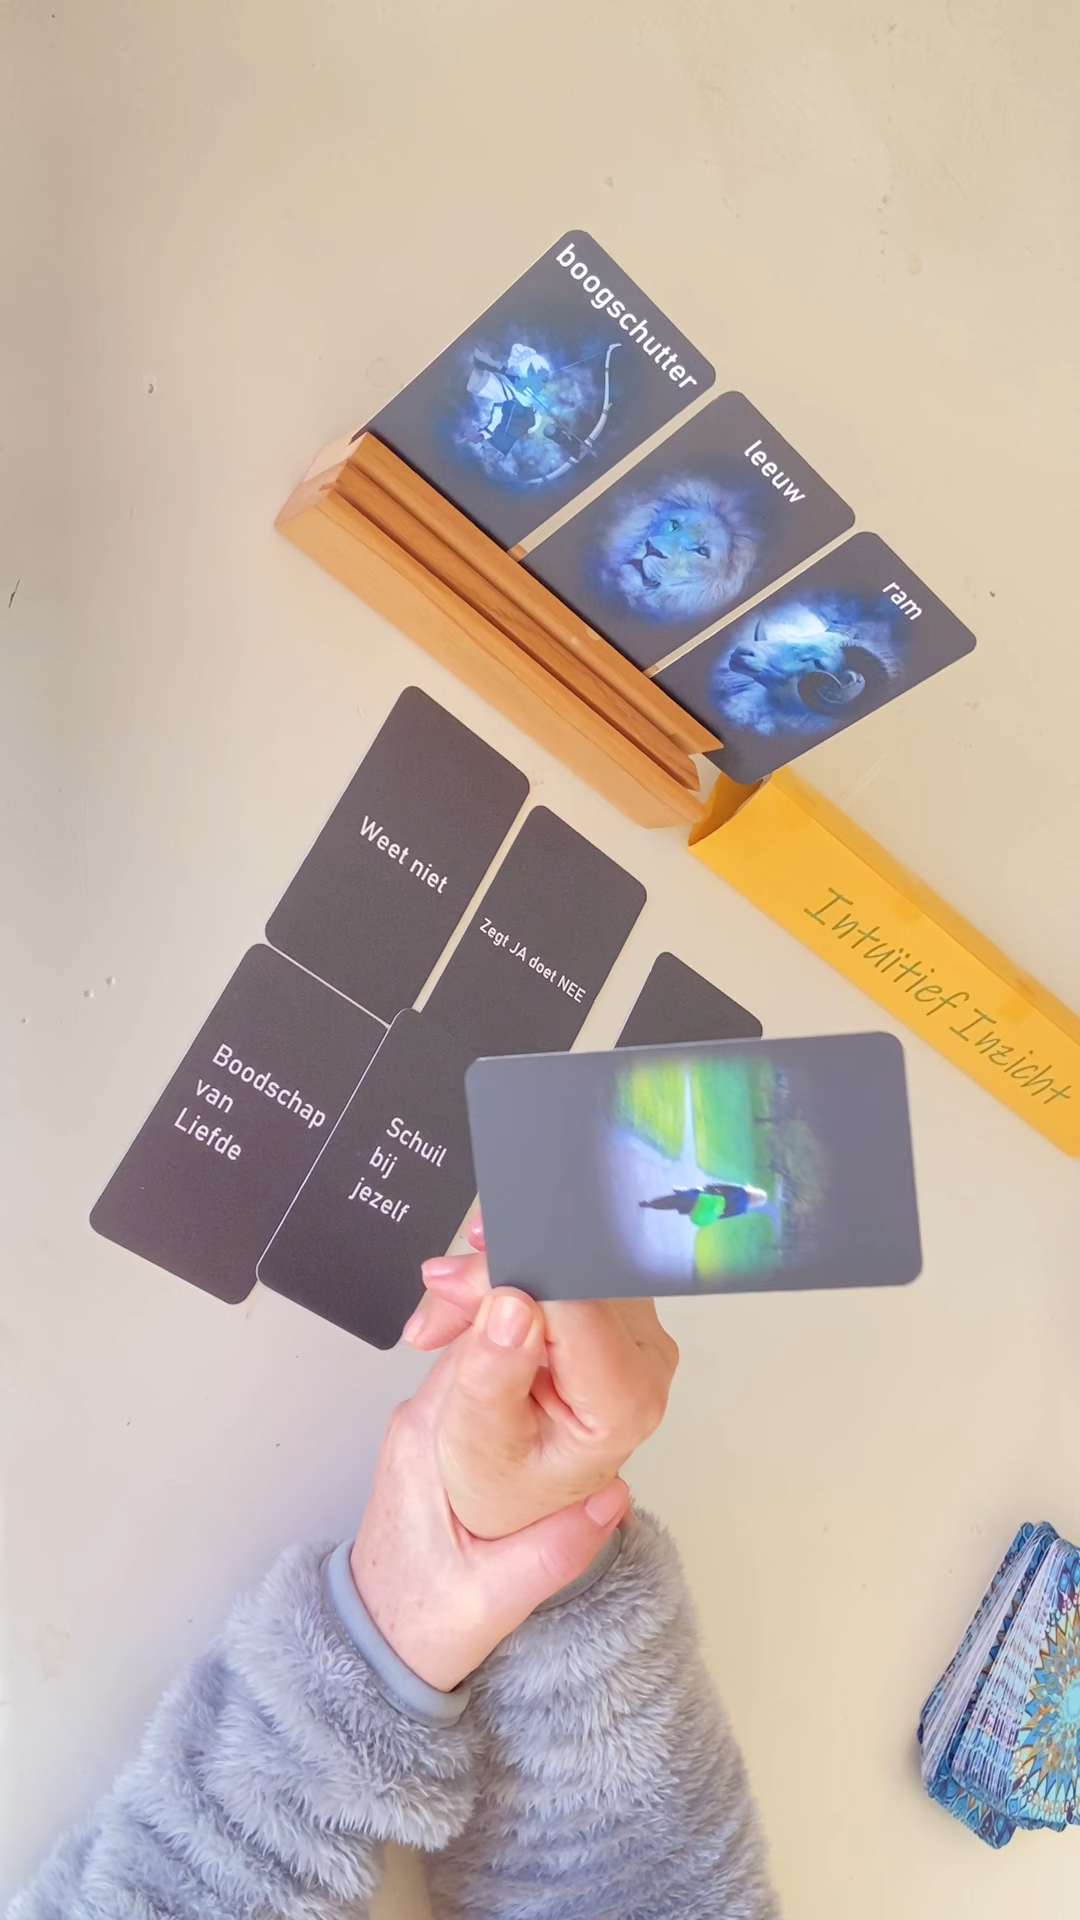 boogschutter
leeuw
ram
Weet niet
Zegt JA doet NEE
Boodschap
van
Liefde
Schuil
bij
jezelf
Intuïtief Inzicht